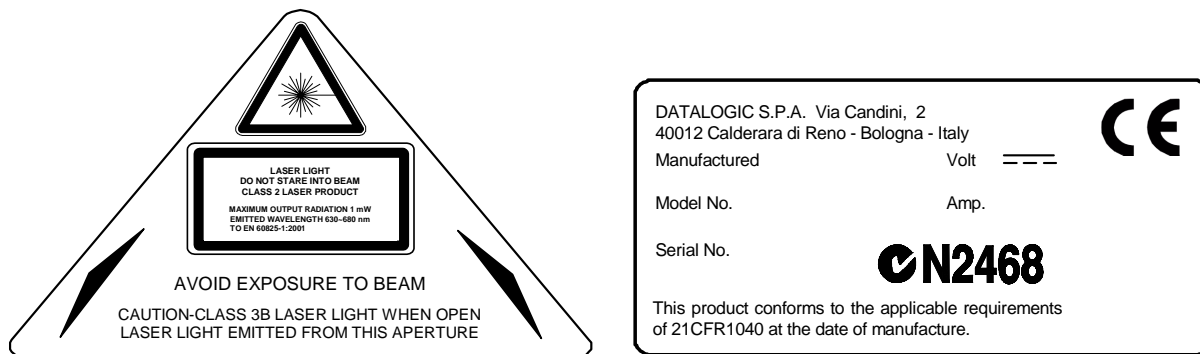 LASER LIGHT
DO NOT STARE INTO BEAM
CLASS 2 LASER PRODUCT
MAXIMUM OUTPUT RADIATION 1 mW
EMITTED WAVELENGTH 630~680 nm
TO EN 60825-1:2001
AVOID EXPOSURE TO BEAM
CAUTION-CLASS 3B LASER LIGHT WHEN OPEN
LASER LIGHT EMITTED FROM THIS APERTURE
DATALOGIC S.P.A. Via Candini, 2
40012 Calderara di Reno - Bologna - Italy
CE
Manufactured Volt
Model No. Amp.
Serial No.
N2468
This product conforms to the applicable requirements
of 21CFR1040 at the date of manufacture.